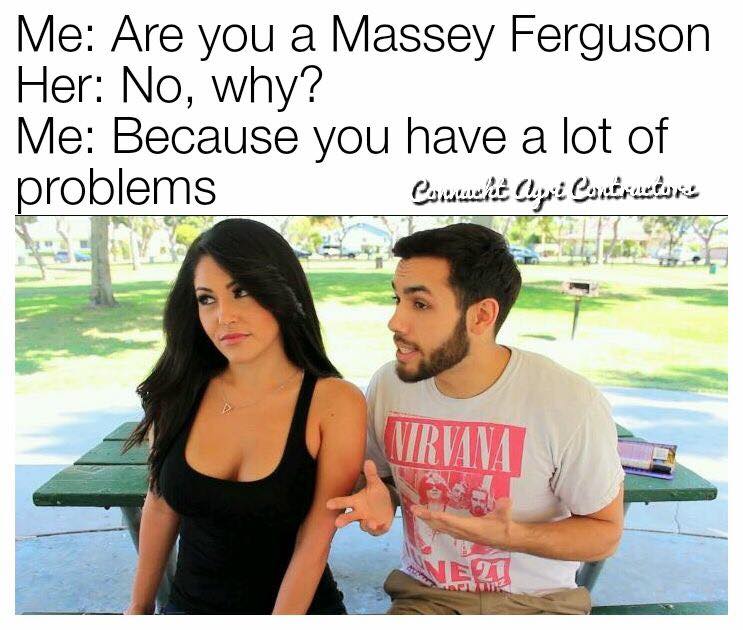 Me: Are you a Massey Ferguson
Her: No, why?
Me: Because you have a lot of
problems
Connacht Agri Contractors
NIRVANA
NE 21